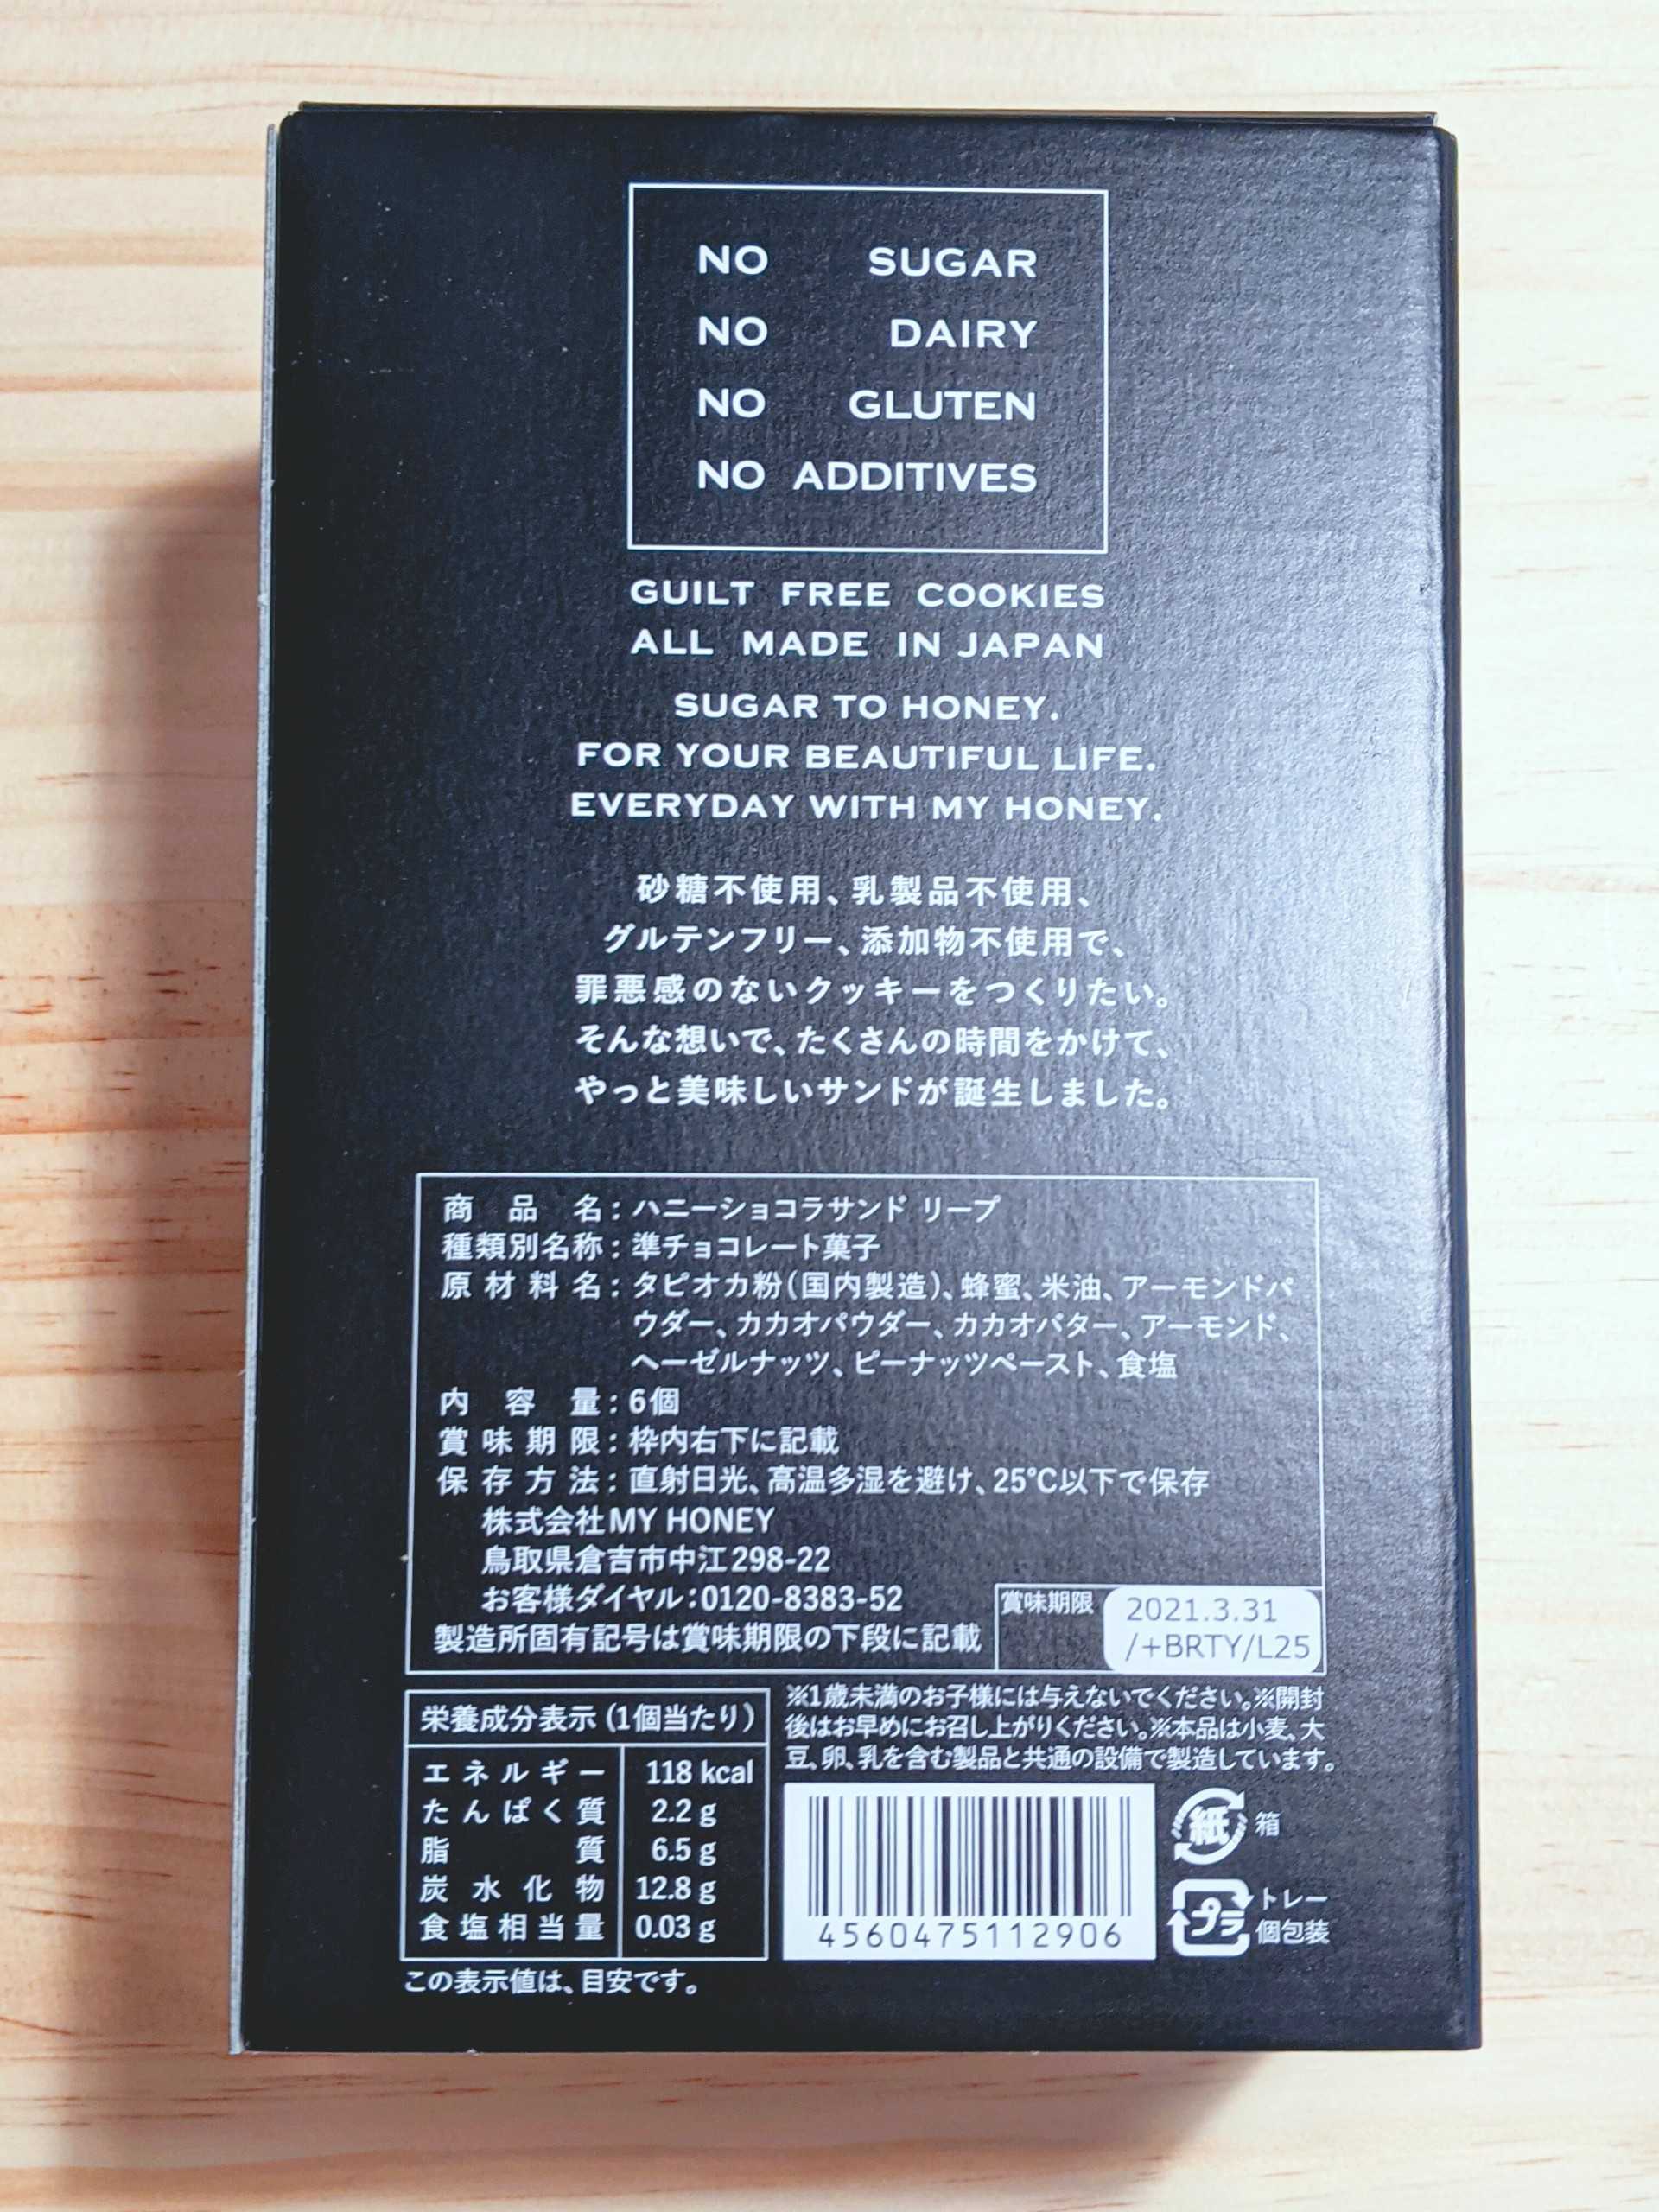 NO SUGAR
NO DAIRY
NO GLUTEN
NO ADDITIVES
GUILT FREE COOKIES
ALL MADE IN JAPAN
SUGAR TO HONEY.
FOR YOUR BEAUTIFUL LIFE.
EVERYDAY WITH MY HONEY.
砂糖不使用、乳製品不使用、
グルテンフリー、添加物不使用で、
罪悪感のないクッキーをつくりたい。
そんな想いで、たくさんの時間をかけて、
やっと美味しいサンドが誕生しました。
商品名：ハニーショコラサンド リープ
種類別名称：準チョコレート菓子
原材料名：タピオカ粉（国内製造）、蜂蜜、米油、アーモンドパ
ウダー、カカオパウダー、カカオバター、アーモンド、
ヘーゼルナッツ、ピーナッツペースト、食塩
内容量：6個
賞味期限：枠内右下に記載
保存方法：直射日光、高温多湿を避け、25℃以下で保存
株式会社MY HONEY
鳥取県倉吉市中江298-22
お客様ダイヤル：0120-8383-52
製造所固有記号は賞味期限の下段に記載
賞味期限 2021.3.31
/+BRTY/L25
栄養成分表示（1個当たり）
エネルギー 118 kcal
たんぱく質 2.2 g
脂質 6.5 g
炭水化物 12.8 g
食塩相当量 0.03 g
この表示値は、目安です。
※1歳未満のお子様には与えないでください。※開封
後はお早めにお召し上がりください。※本品は小麦、大
豆、卵、乳を含む製品と共通の設備で製造しています。
4560475112906
紙 箱
プラ トレー
個包装